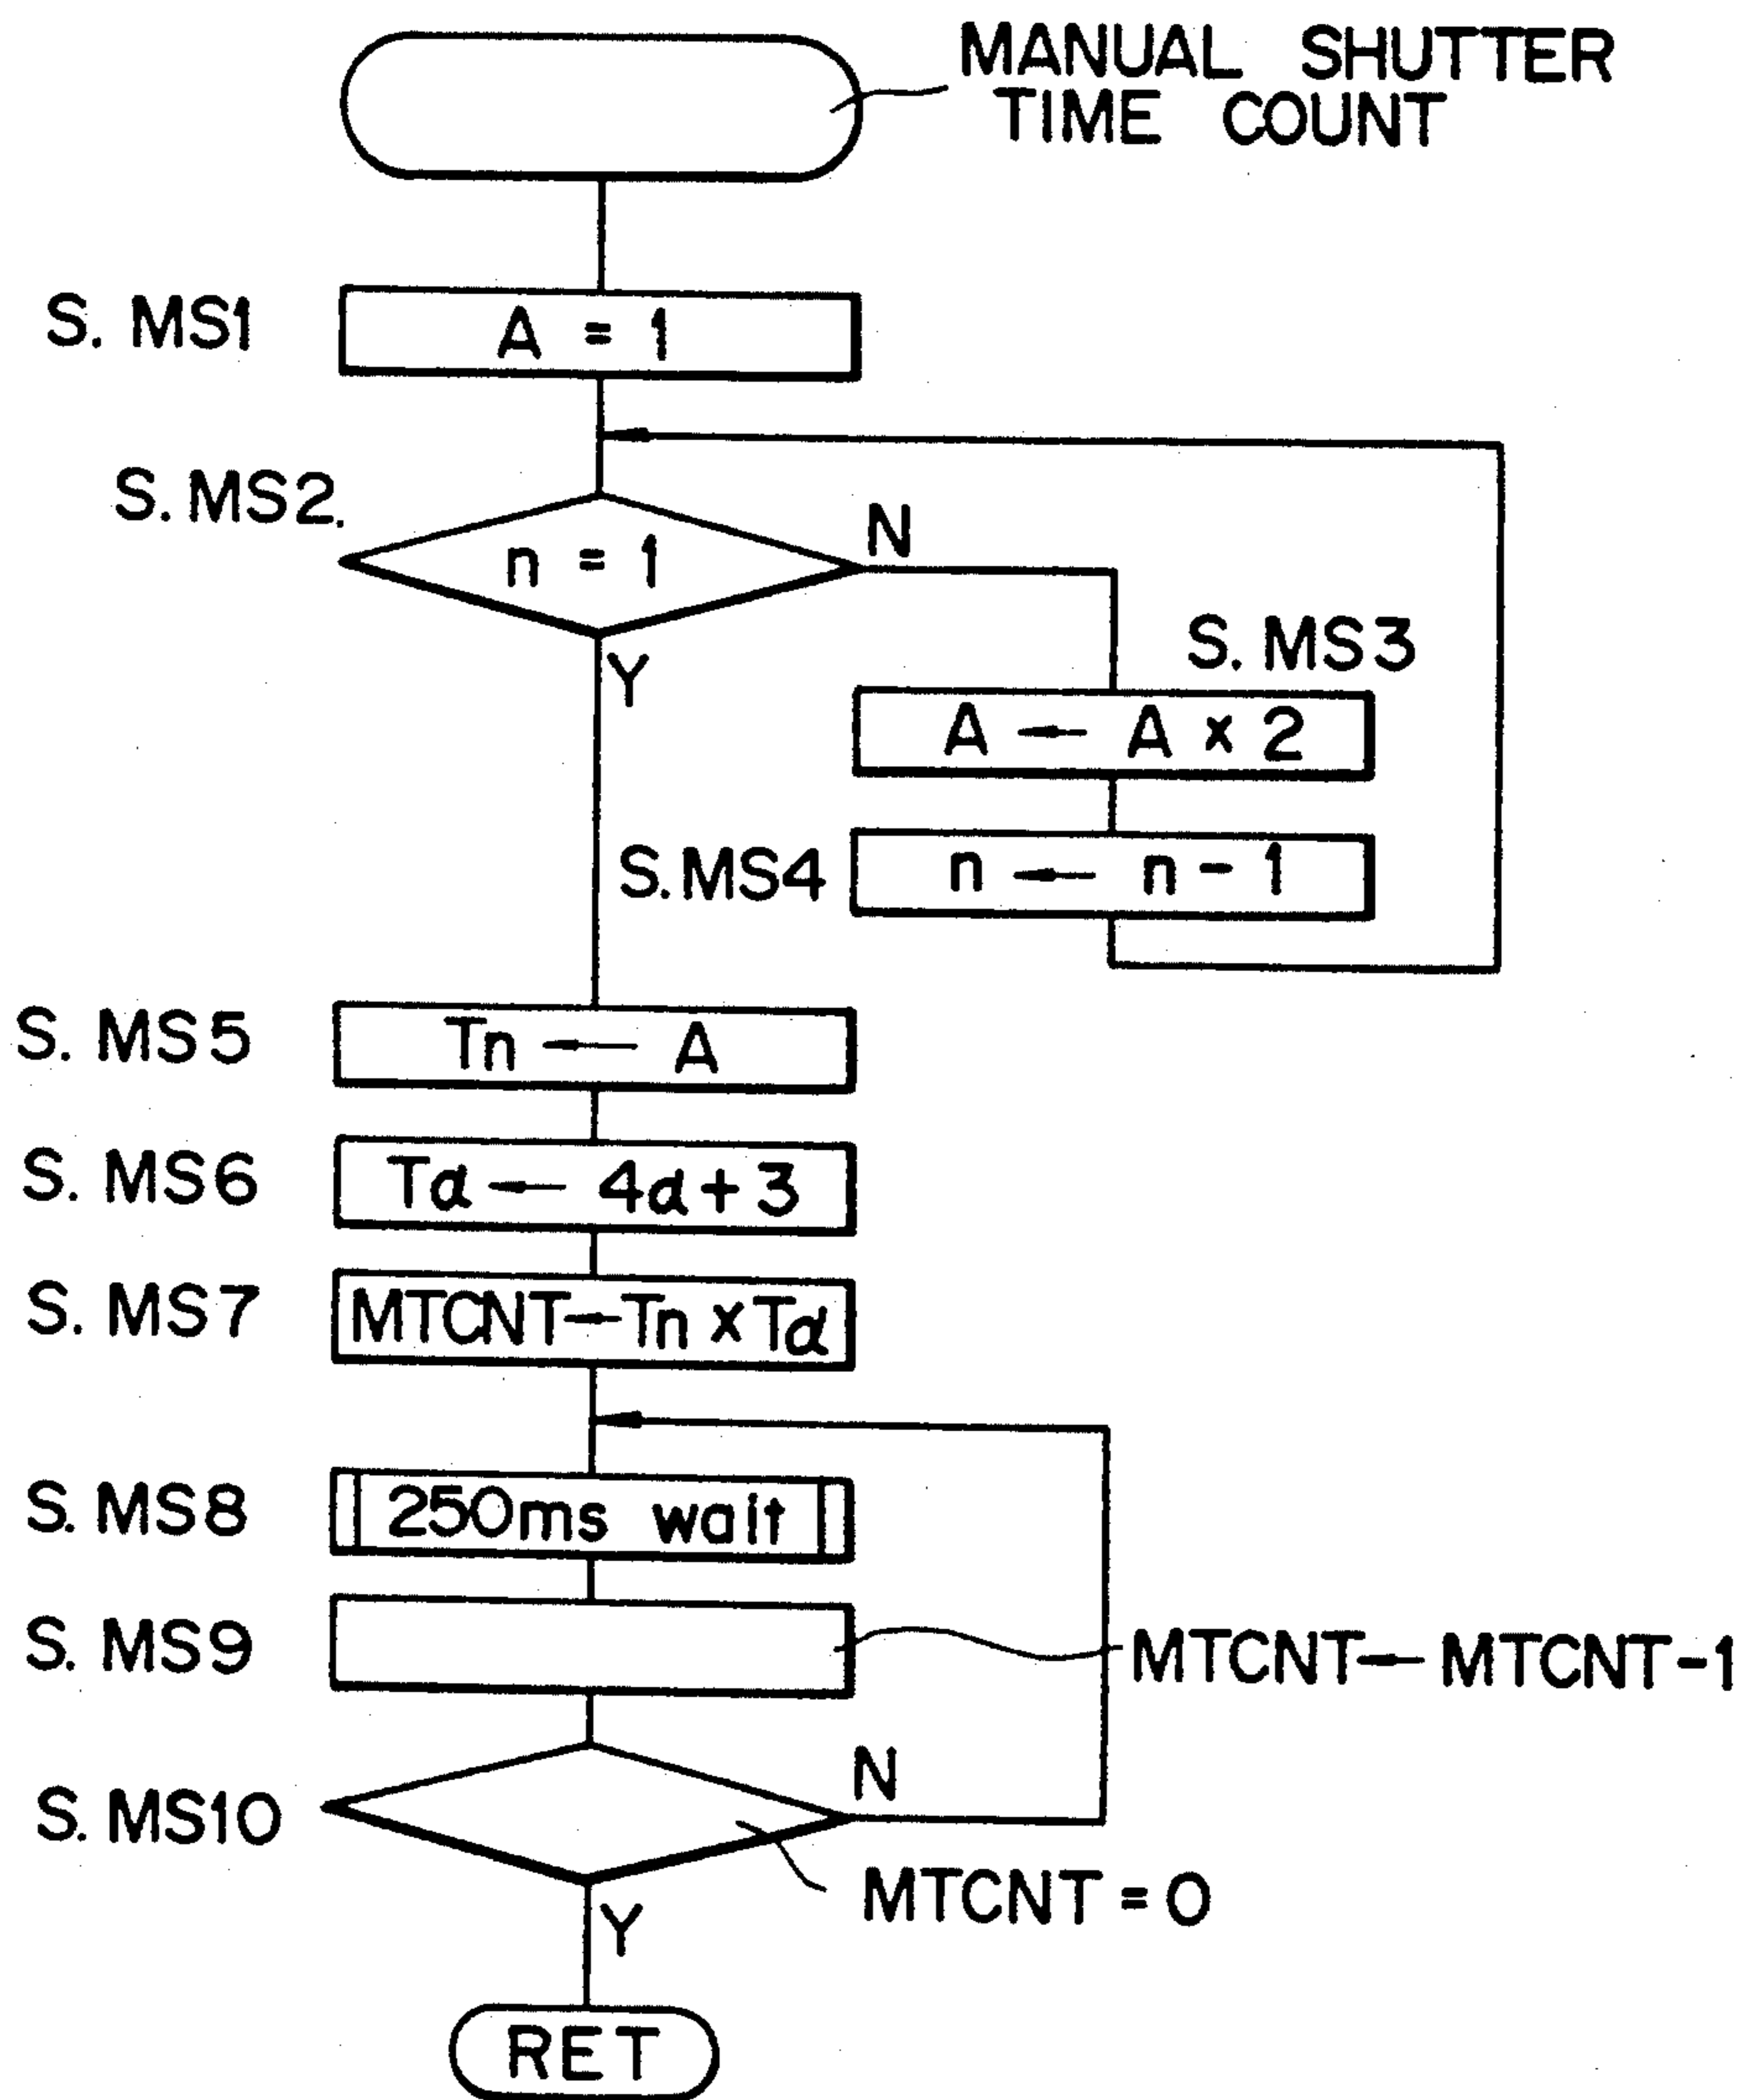 MANUAL SHUTTER
TIME COUNT
S. MS1
A = 1
S. MS2.
n = 1
N
Y
S. MS3
A ← A × 2
S. MS4
n ← n - 1
S. MS5
Tn ← A
S. MS6
Tα ← 4α + 3
S. MS7
MTCNT ← Tn × Tα
S. MS8
250ms wait
S. MS9
MTCNT ← MTCNT - 1
S. MS10
N
MTCNT = 0
Y
RET